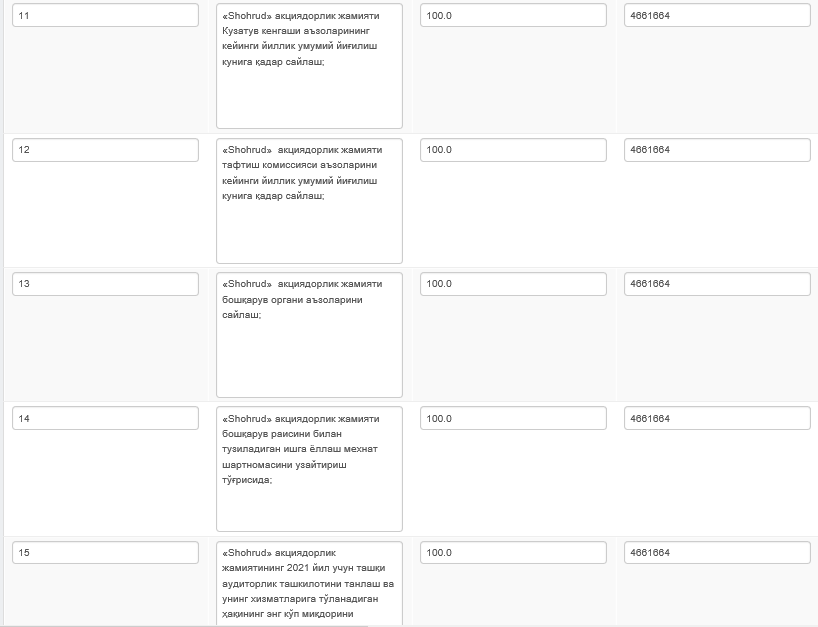 11
«Shohrud» акциядорлик жамияти
Кузатув кенгаши аъзоларининг
кейинги йиллик умумий йиғилиш
кунига қадар сайлаш;
100.0
4661664
12
«Shohrud»  акциядорлик жамияти
тафтиш комиссияси аъзоларини
кейинги йиллик умумий йиғилиш
кунига қадар сайлаш;
100.0
4661664
13
«Shohrud»  акциядорлик жамияти
бошқарув органи аъзоларини
сайлаш;
100.0
4661664
14
«Shohrud» акциядорлик жамияти
бошқарув раисини билан
тузиладиган ишга ёллаш мехнат
шартномасини узайтириш
тўғрисида;
100.0
4661664
15
«Shohrud» акциядорлик
жамиятининг 2021 йил учун ташқи
аудиторлик ташкилотини танлаш ва
унинг хизматларига тўланадиган
ҳақининг энг кўп миқдорини
100.0
4661664